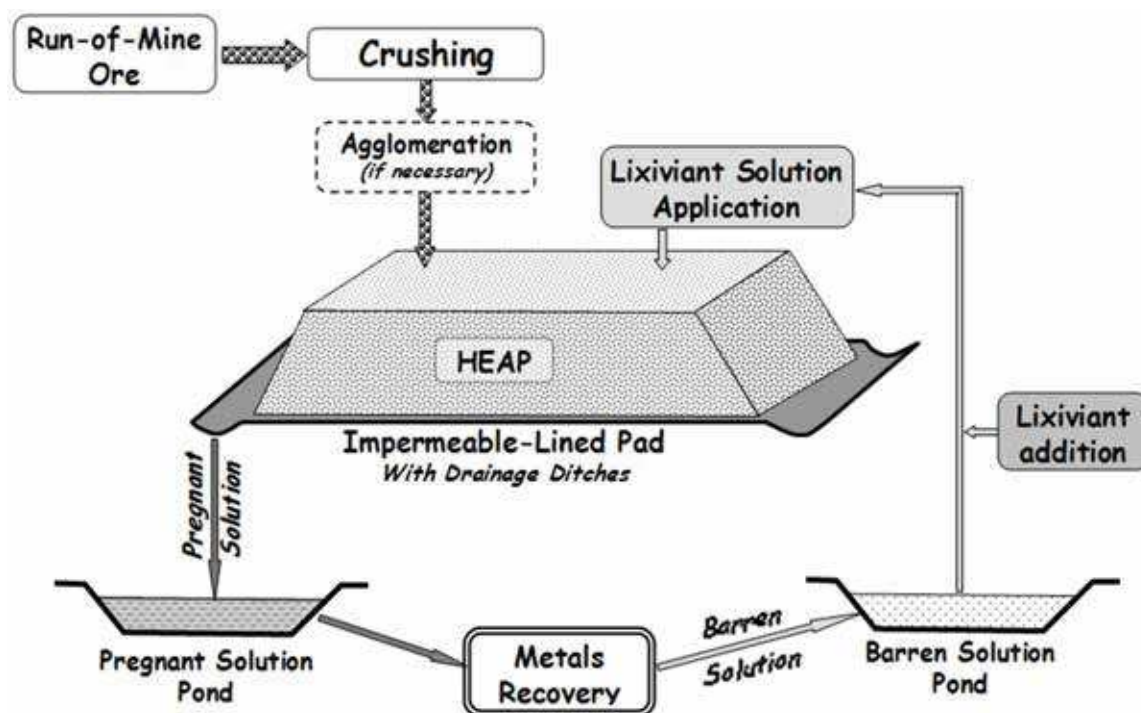 Run-of-Mine
Ore
Crushing
Agglomeration
(if necessary)
Lixiviant Solution
Application
HEAP
Impermeable-Lined Pad
With Drainage Ditches
Lixiviant
addition
Pregnant
Solution
Pregnant Solution
Pond
Metals
Recovery
Barren
Solution
Barren Solution
Pond